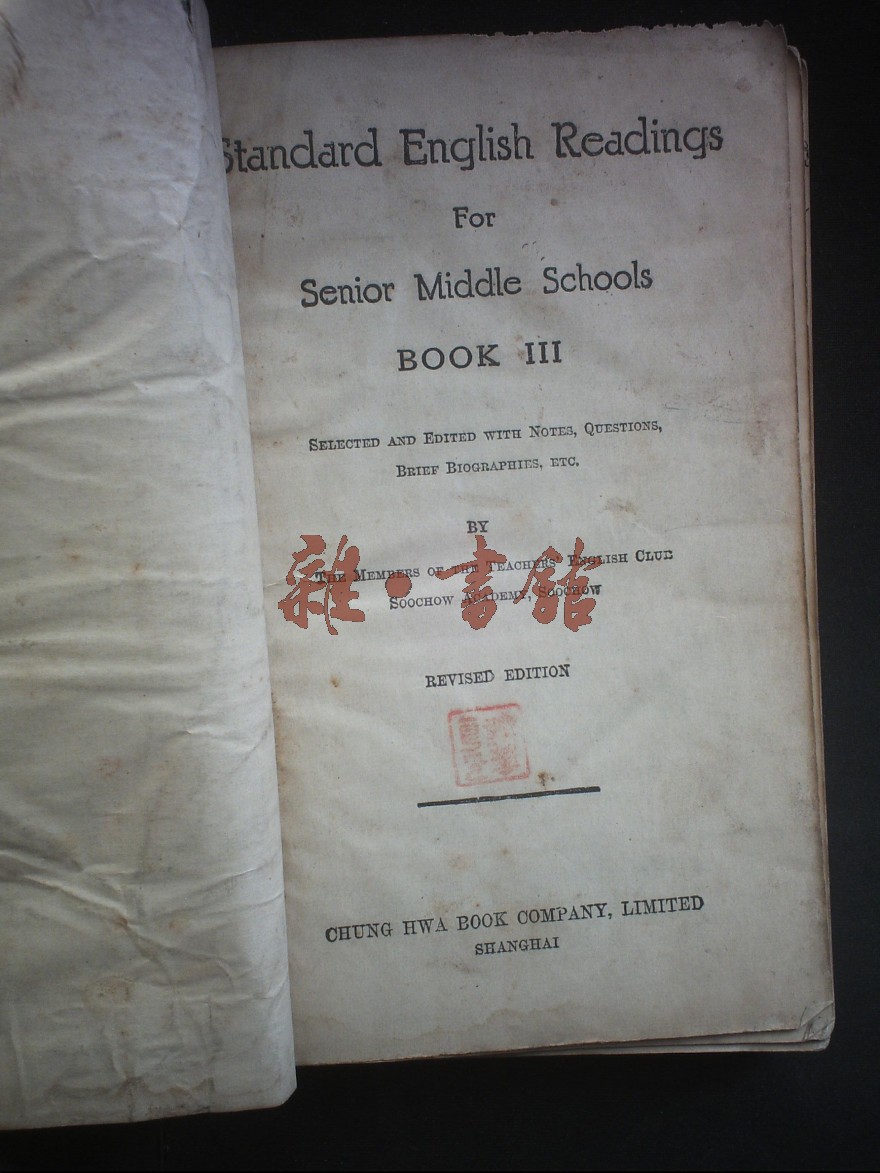 Standard English Readings
For
Senior Middle Schools
BOOK III
SELECTED AND EDITED WITH NOTES, QUESTIONS,
BRIEF BIOGRAPHIES, ETC.
BY
THE MEMBERS OF THE TEACHERS' ENGLISH CLUB
SOOCHOW ACADEMY, SOOCHOW
雜·書館
REVISED EDITION
CHUNG HWA BOOK COMPANY, LIMITED
SHANGHAI